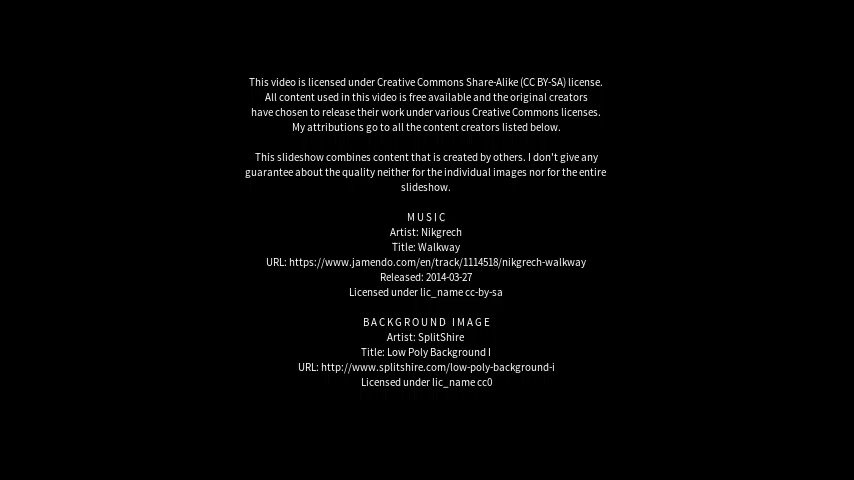 This video is licensed under Creative Commons Share-Alike (CC BY-SA) license.
All content used in this video is free available and the original creators
have chosen to release their work under various Creative Commons licenses.
My attributions go to all the content creators listed below.
This slideshow combines content that is created by others. I don't give any
guarantee about the quality neither for the individual images nor for the entire
slideshow.
MUSIC
Artist: Nikgrech
Title: Walkway
URL: https://www.jamendo.com/en/track/1114518/nikgrech-walkway
Released: 2014-03-27
Licensed under lic_name cc-by-sa
BACKGROUND IMAGE
Artist: SplitShire
Title: Low Poly Background I
URL: http://www.splitshire.com/low-poly-background-i
Licensed under lic_name cc0